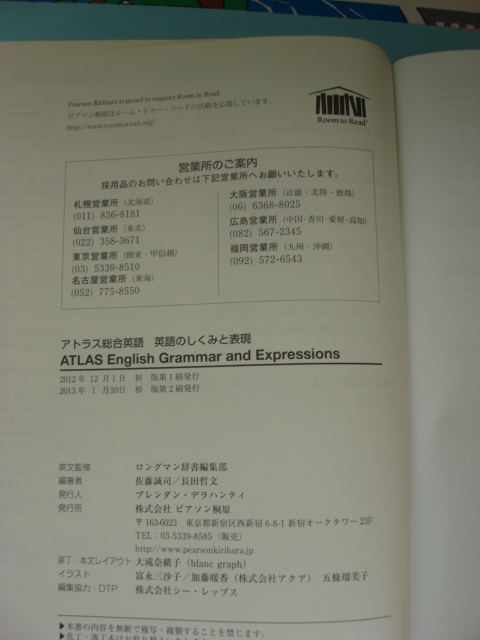 Pearson Kirihara is proud to support Room to Read.
ピアソン桐原はルーム・トゥー・リードの活動を応援しています。
http://www.roomtoread.org/
Room to Read®
営業所のご案内
採用品のお問い合わせは下記営業所へお願いいたします。
札幌営業所（北海道）
(011) 836-8181
仙台営業所（東北）
(022) 358-3671
東京営業所（関東・甲信越）
(03) 5339-8510
名古屋営業所（東海）
(052) 775-8550
大阪営業所（近畿・北陸・徳島）
(06) 6368-8025
広島営業所（中国・香川・愛媛・高知）
(082) 567-2345
福岡営業所（九州・沖縄）
(092) 572-6543
アトラス総合英語 英語のしくみと表現
ATLAS English Grammar and Expressions
2012年 12月1日 初 版第1刷発行
2013年 1月30日 初 版第2刷発行
英文監修 ロングマン辞書編集部
編著者 佐藤誠司／長田哲文
発行人 ブレンダン・デラハンティ
発行所 株式会社 ピアソン桐原
〒163-6023 東京都新宿区西新宿6-8-1新宿オークタワー23F
TEL：03-5339-8585（販売）
http://www.pearsonkirihara.com
装丁・本文レイアウト 大滝奈緒子（blanc graph）
イラスト 富永三沙子／加藤暖香（株式会社アクア） 五條瑠美子
編集協力・DTP 株式会社シー・レップス
▶本書の内容を無断で複写・複製することを禁じます。